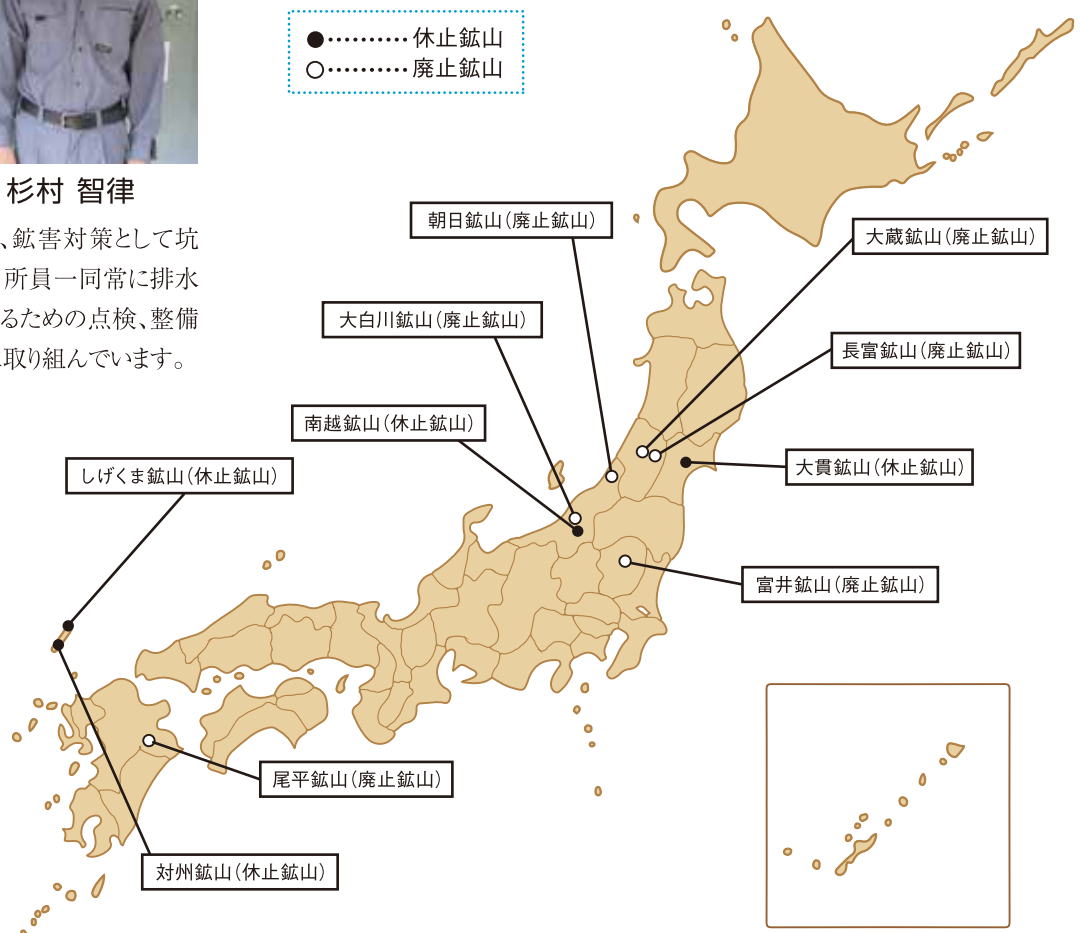 ●‥‥‥‥‥休止鉱山
○‥‥‥‥‥廃止鉱山
杉村 智律
、鉱害対策として坑
所員一同常に排水
るための点検、整備
取り組んでいます。
朝日鉱山（廃止鉱山）
大蔵鉱山（廃止鉱山）
大白川鉱山（廃止鉱山）
長富鉱山（廃止鉱山）
南越鉱山（休止鉱山）
大貫鉱山（休止鉱山）
しげくま鉱山（休止鉱山）
富井鉱山（廃止鉱山）
尾平鉱山（廃止鉱山）
対州鉱山（休止鉱山）